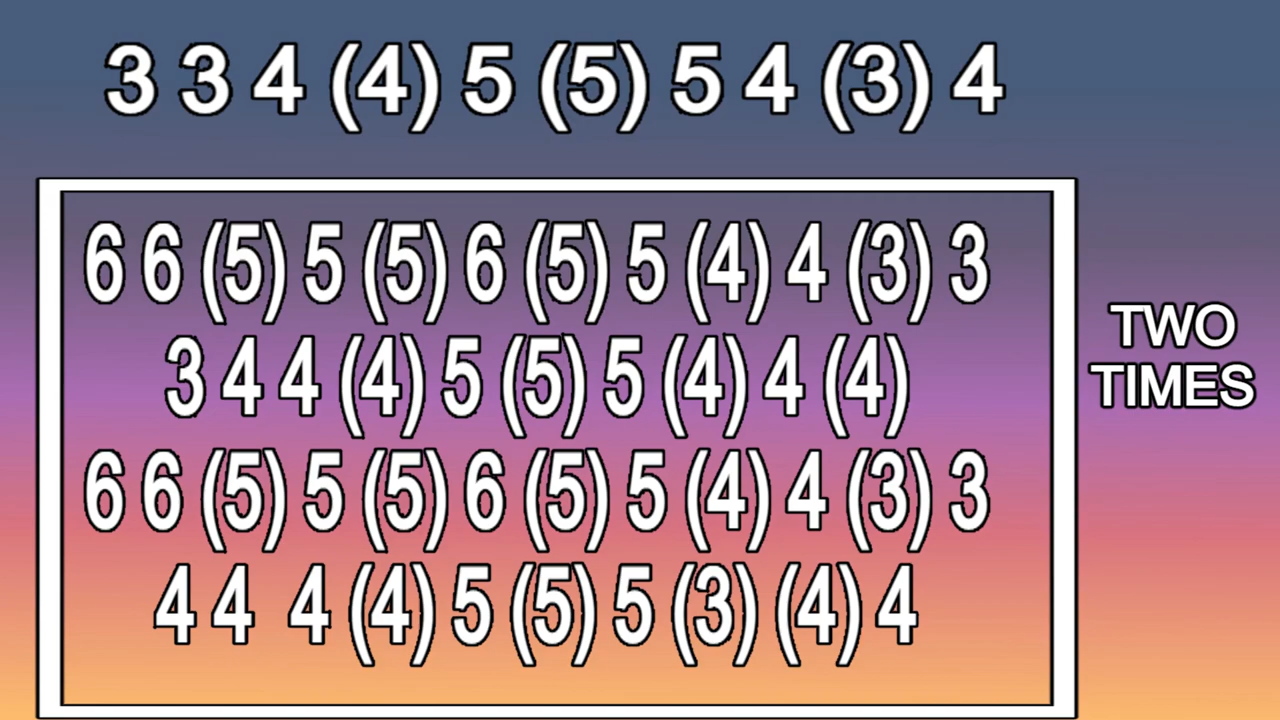 3 3 4 (4) 5 (5) 5 4 (3) 4
6 6 (5) 5 (5) 6 (5) 5 (4) 4 (3) 3
3 4 4 (4) 5 (5) 5 (4) 4 (4)
6 6 (5) 5 (5) 6 (5) 5 (4) 4 (3) 3
4 4 4 (4) 5 (5) 5 (3) (4) 4
TWO
TIMES